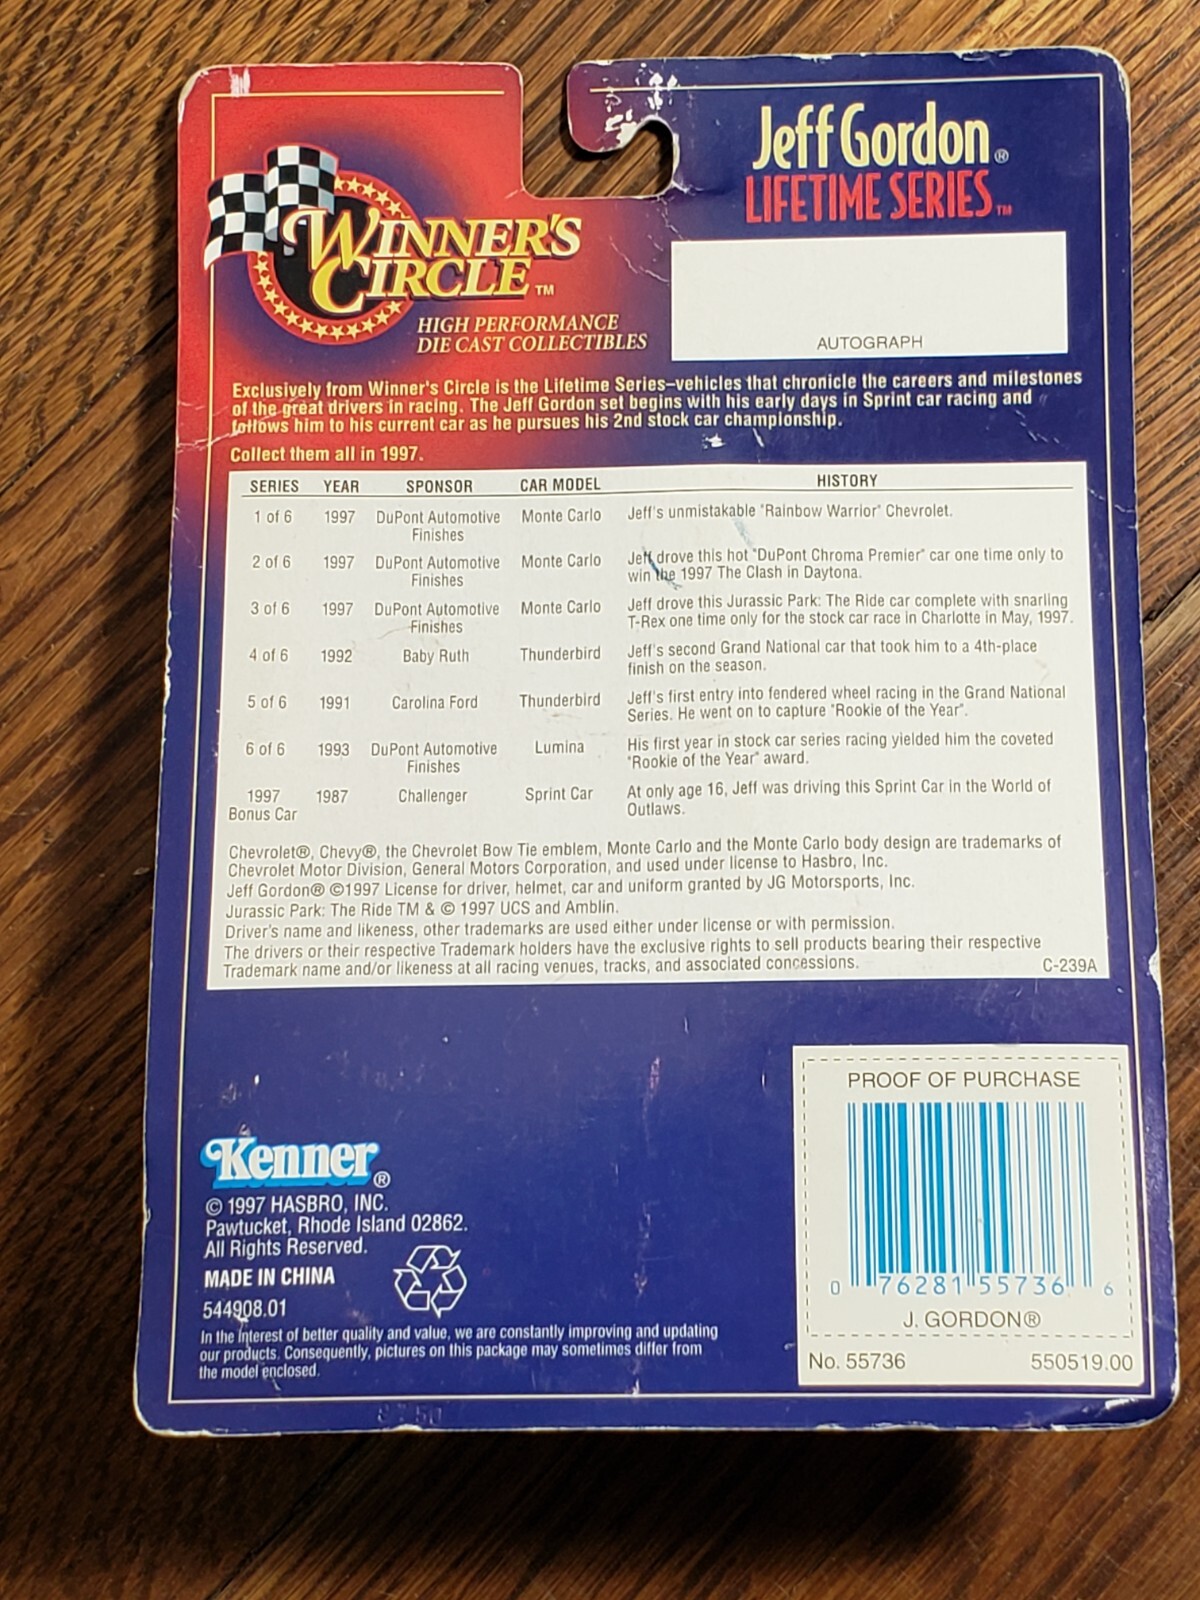 WINNER'S
CIRCLE TM
HIGH PERFORMANCE
DIE CAST COLLECTIBLES
Jeff Gordon®
LIFETIME SERIES TM
AUTOGRAPH
Exclusively from Winner's Circle is the Lifetime Series–vehicles that chronicle the careers and milestones
of the great drivers in racing. The Jeff Gordon set begins with his early days in Sprint car racing and
follows him to his current car as he pursues his 2nd stock car championship.
Collect them all in 1997.
SERIES YEAR SPONSOR CAR MODEL HISTORY
1 of 6 1997 DuPont Automotive Monte Carlo Jeff's unmistakable "Rainbow Warrior" Chevrolet.
Finishes
2 of 6 1997 DuPont Automotive Monte Carlo Jeff drove this hot "DuPont Chroma Premier" car one time only to
Finishes win the 1997 The Clash in Daytona.
3 of 6 1997 DuPont Automotive Monte Carlo Jeff drove this Jurassic Park: The Ride car complete with snarling
Finishes T-Rex one time only for the stock car race in Charlotte in May, 1997.
4 of 6 1992 Baby Ruth Thunderbird Jeff's second Grand National car that took him to a 4th-place
finish on the season.
5 of 6 1991 Carolina Ford Thunderbird Jeff's first entry into fendered wheel racing in the Grand National
Series. He went on to capture "Rookie of the Year".
6 of 6 1993 DuPont Automotive Lumina His first year in stock car series racing yielded him the coveted
Finishes "Rookie of the Year" award.
1997 1987 Challenger Sprint Car At only age 16, Jeff was driving this Sprint Car in the World of
Bonus Car Outlaws.
Chevrolet®, Chevy®, the Chevrolet Bow Tie emblem, Monte Carlo and the Monte Carlo body design are trademarks of
Chevrolet Motor Division, General Motors Corporation, and used under license to Hasbro, Inc.
Jeff Gordon® ©1997 License for driver, helmet, car and uniform granted by JG Motorsports, Inc.
Jurassic Park: The Ride TM & © 1997 UCS and Amblin.
Driver's name and likeness, other trademarks are used either under license or with permission.
The drivers or their respective Trademark holders have the exclusive rights to sell products bearing their respective
Trademark name and/or likeness at all racing venues, tracks, and associated concessions. C-239A
Kenner®
© 1997 HASBRO, INC.
Pawtucket, Rhode Island 02862.
All Rights Reserved.
MADE IN CHINA
544908.01
In the interest of better quality and value, we are constantly improving and updating
our products. Consequently, pictures on this package may sometimes differ from
the model enclosed.
PROOF OF PURCHASE
0 76281 55736 6
J. GORDON®
No. 55736 550519.00